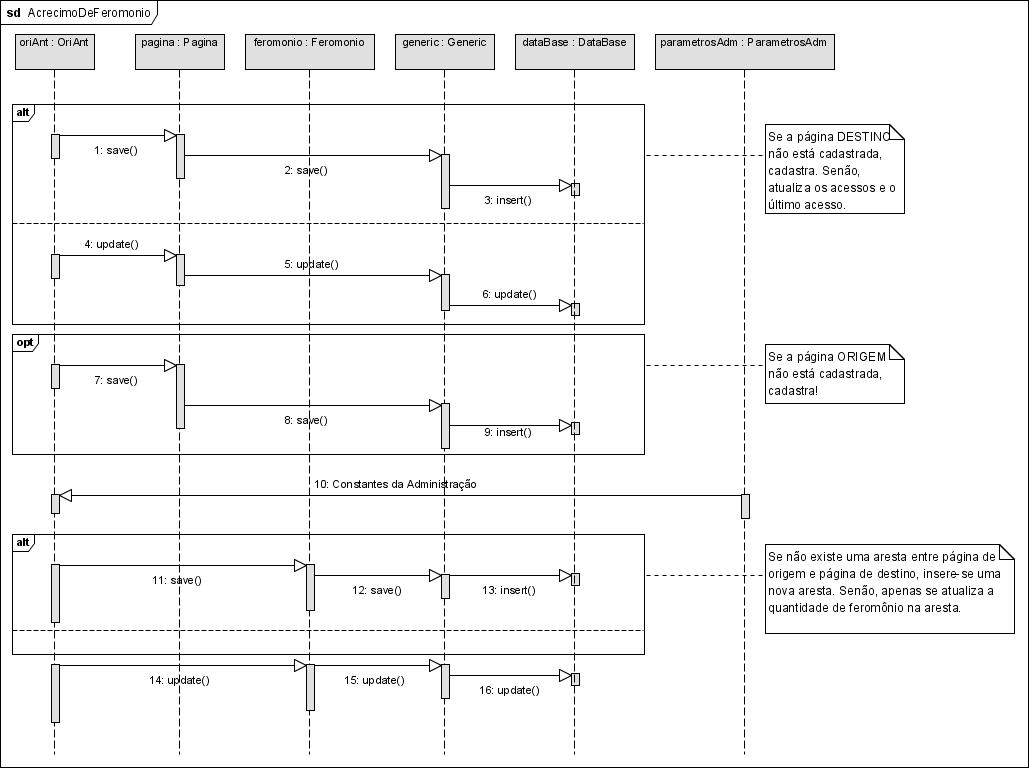 sd AcrecimoDeFeromonio
oriAnt : OriAnt
pagina : Pagina
feromonio : Feromonio
generic : Generic
dataBase : DataBase
parametrosAdm : ParametrosAdm
alt
1: save()
2: save()
3: insert()
Se a página DESTINO
não está cadastrada,
cadastra. Senão,
atualiza os acessos e o
último acesso.
4: update()
5: update()
6: update()
opt
7: save()
8: save()
9: insert()
Se a página ORIGEM
não está cadastrada,
cadastra!
10: Constantes da Administração
alt
11: save()
12: save()
13: insert()
Se não existe uma aresta entre página de
origem e página de destino, insere-se uma
nova aresta. Senão, apenas se atualiza a
quantidade de feromônio na aresta.
14: update()
15: update()
16: update()